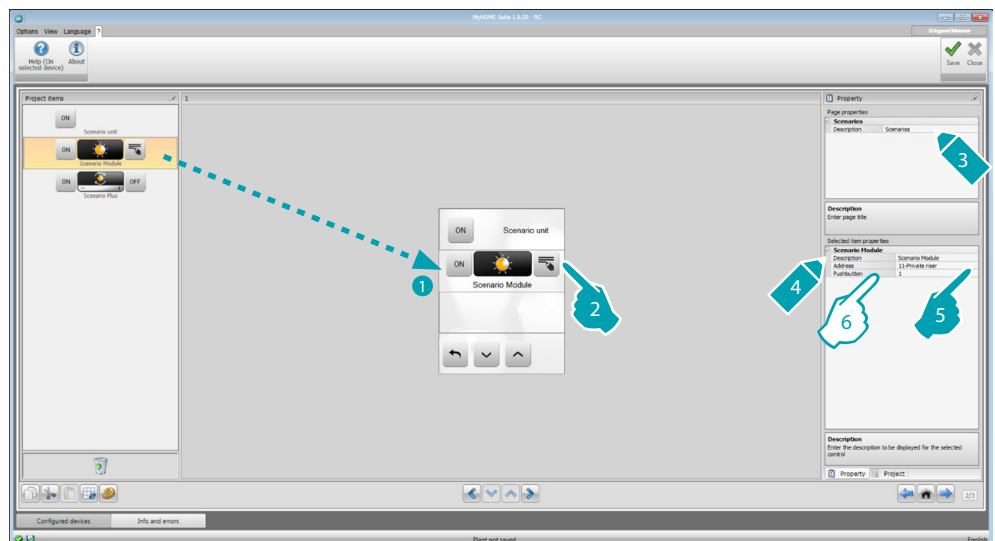 MyHOME Suite 1.0.20 - RC
Options View Language ?
Help (On selected device)
About
Save Close
Project items
1
Property
ON
Scenario unit
ON
Scenario Module
ON
OFF
Scenario Plus
Page properties
Scenarios
Description Scenarios
3
Description
Enter page title
ON Scenario unit
ON
Scenario Module
1
2
Selected item properties
Scenario Module
Description Scenario Module
Address 11-Private riser
Pushbutton 1
4
5
6
Description
Enter the description to be displayed for the selected
control
Property Project
2/3
Configured devices Info and errors
Plant not saved
English